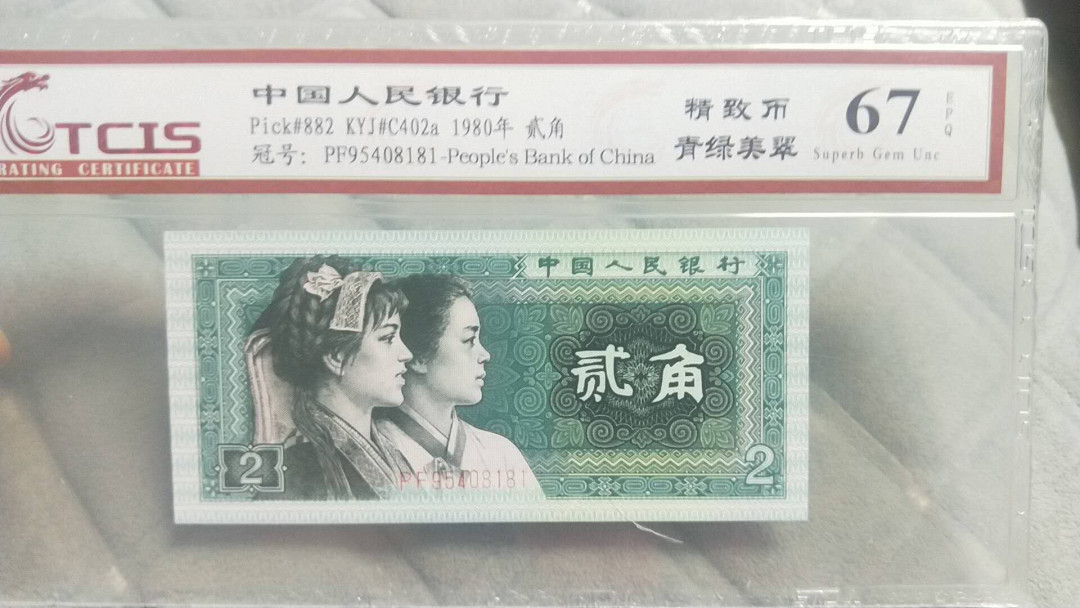 TCIS
RATING CERTIFICATE
中国人民银行
Pick#882 KYJ#C402a 1980年 贰角
冠号: PF95408181-People's Bank of China
精致币
青绿美翠
67
EPQ
Superb Gem Unc
中国人民银行
贰角
2
PF95408181
2